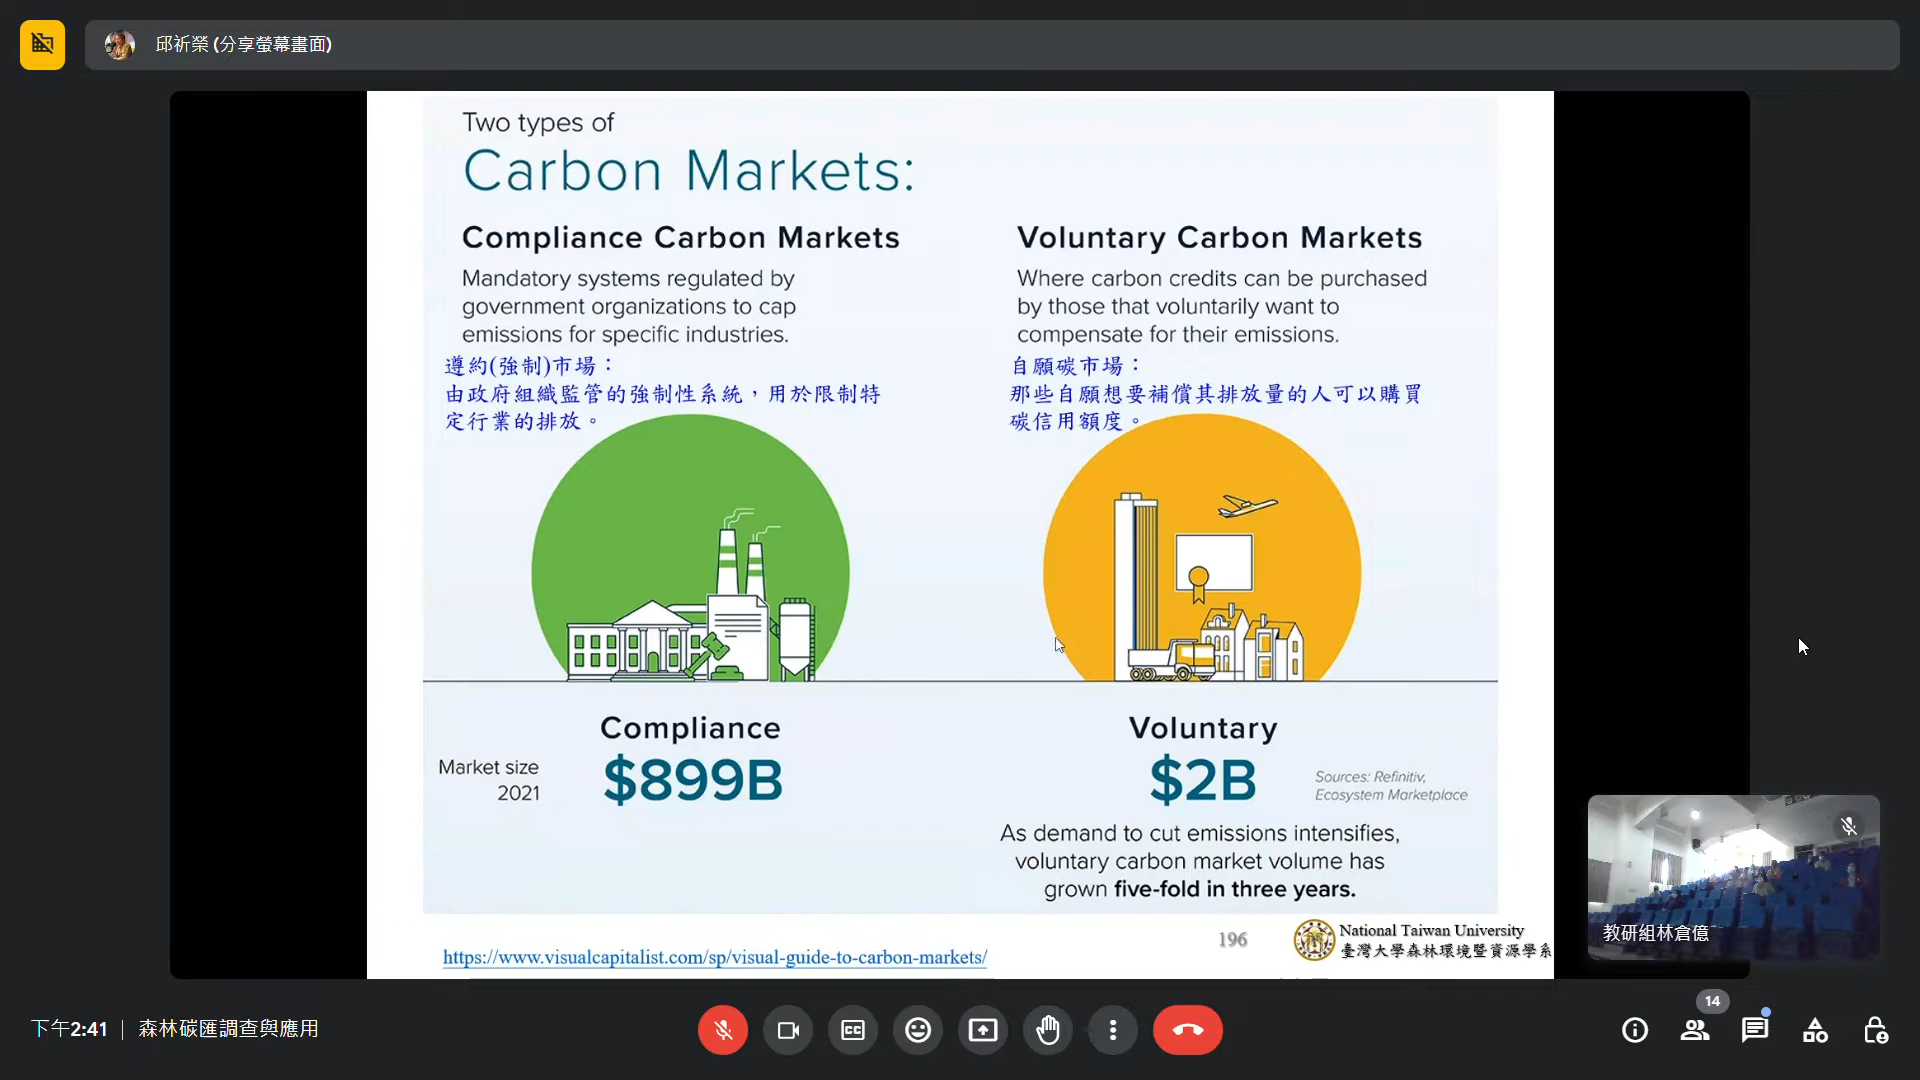 邱祈榮 (分享螢幕畫面)
Two types of
Carbon Markets:
Compliance Carbon Markets
Mandatory systems regulated by
government organizations to cap
emissions for specific industries.
遵約(強制)市場：
由政府組織監管的強制性系統，用於限制特
定行業的排放。
Voluntary Carbon Markets
Where carbon credits can be purchased
by those that voluntarily want to
compensate for their emissions.
自願碳市場：
那些自願想要補償其排放量的人可以購買
碳信用額度。
Market size
2021
Compliance
$899B
Voluntary
$2B
Sources: Refinitiv,
Ecosystem Marketplace
As demand to cut emissions intensifies,
voluntary carbon market volume has
grown five-fold in three years.
https://www.visualcapitalist.com/sp/visual-guide-to-carbon-markets/
196
National Taiwan University
臺灣大學森林環境暨資源學系
教研組林倉億
下午2:41 | 森林碳匯調查與應用
CC
14